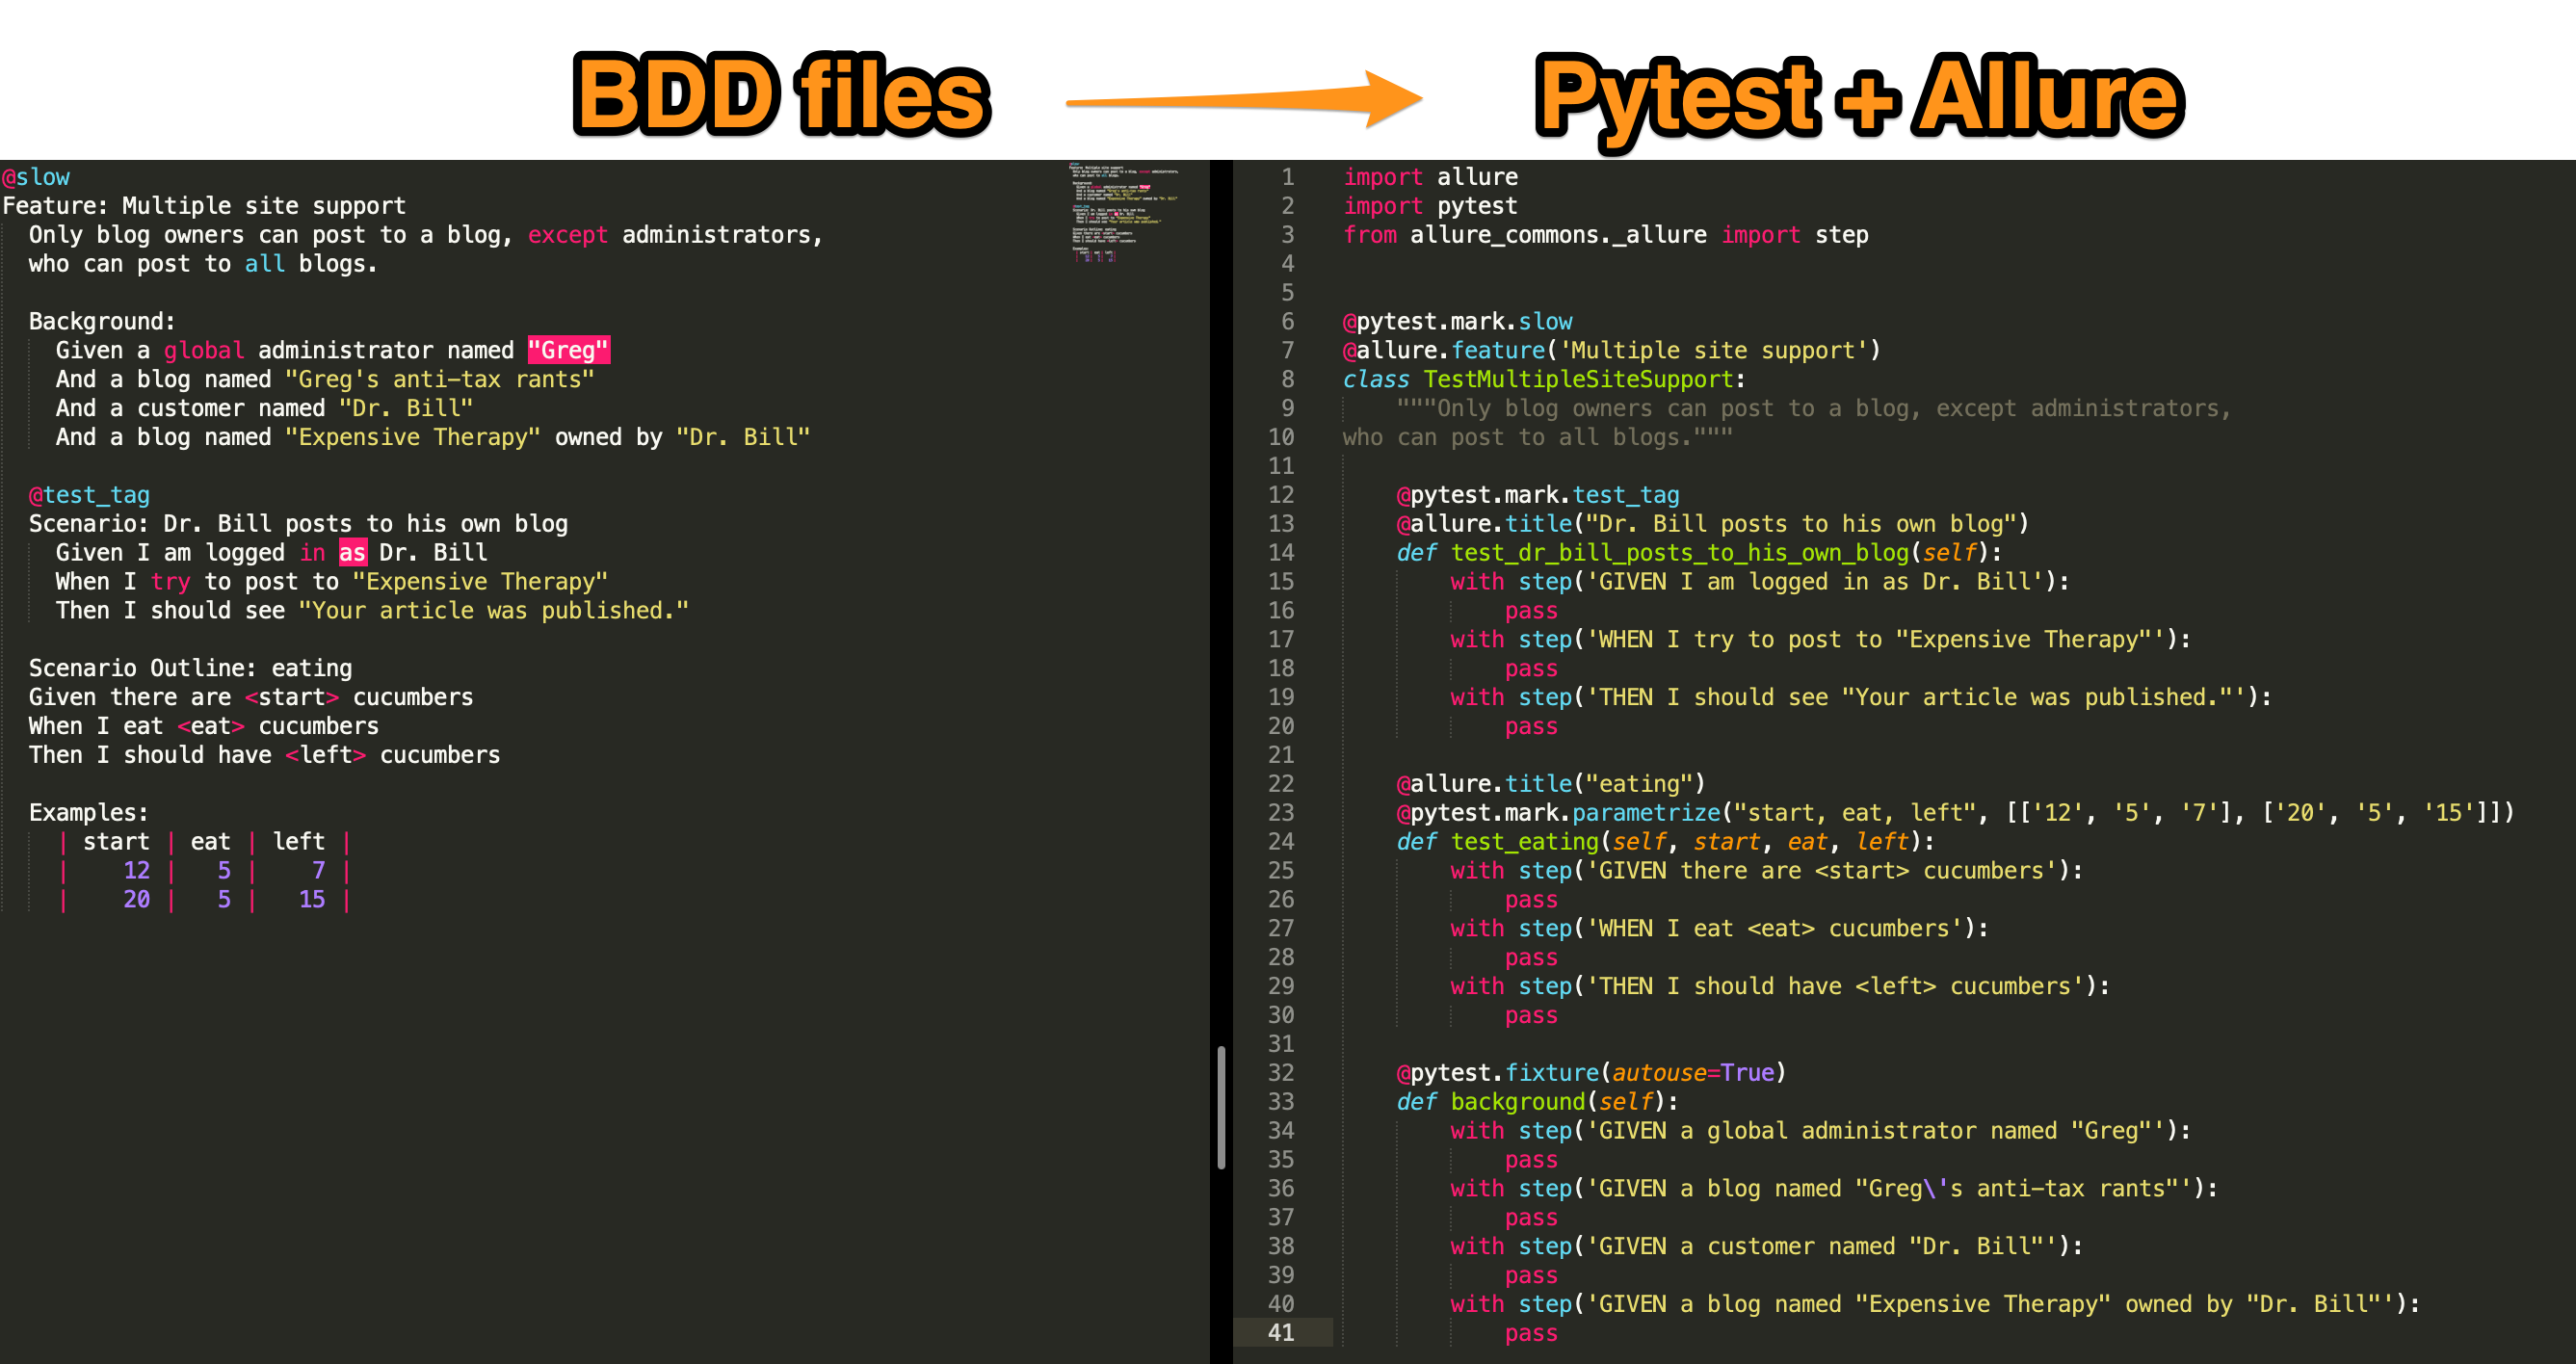 BDD files
Pytest + Allure
@slow
Feature: Multiple site support
  Only blog owners can post to a blog, except administrators,
  who can post to all blogs.
  Background:
    Given a global administrator named "Greg"
    And a blog named "Greg's anti-tax rants"
    And a customer named "Dr. Bill"
    And a blog named "Expensive Therapy" owned by "Dr. Bill"
  @test_tag
  Scenario: Dr. Bill posts to his own blog
    Given I am logged in as Dr. Bill
    When I try to post to "Expensive Therapy"
    Then I should see "Your article was published."
  Scenario Outline: eating
  Given there are <start> cucumbers
  When I eat <eat> cucumbers
  Then I should have <left> cucumbers
  Examples:
    | start | eat | left |
    |    12 |   5 |    7 |
    |    20 |   5 |   15 |
1 import allure
2 import pytest
3 from allure_commons._allure import step
4
5
6 @pytest.mark.slow
7 @allure.feature('Multiple site support')
8 class TestMultipleSiteSupport:
9     """Only blog owners can post to a blog, except administrators,
10 who can post to all blogs."""
11
12     @pytest.mark.test_tag
13     @allure.title("Dr. Bill posts to his own blog")
14     def test_dr_bill_posts_to_his_own_blog(self):
15         with step('GIVEN I am logged in as Dr. Bill'):
16             pass
17         with step('WHEN I try to post to "Expensive Therapy"'):
18             pass
19         with step('THEN I should see "Your article was published."'):
20             pass
21
22     @allure.title("eating")
23     @pytest.mark.parametrize("start, eat, left", [['12', '5', '7'], ['20', '5', '15']])
24     def test_eating(self, start, eat, left):
25         with step('GIVEN there are <start> cucumbers'):
26             pass
27         with step('WHEN I eat <eat> cucumbers'):
28             pass
29         with step('THEN I should have <left> cucumbers'):
30             pass
31
32     @pytest.fixture(autouse=True)
33     def background(self):
34         with step('GIVEN a global administrator named "Greg"'):
35             pass
36         with step('GIVEN a blog named "Greg\'s anti-tax rants"'):
37             pass
38         with step('GIVEN a customer named "Dr. Bill"'):
39             pass
40         with step('GIVEN a blog named "Expensive Therapy" owned by "Dr. Bill"'):
41             pass